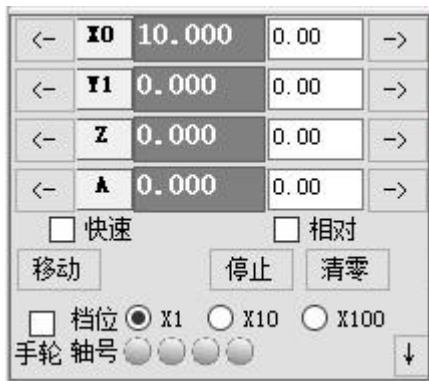 <- X0 10.000 0.00 ->
<- Y1 0.000 0.00 ->
<- Z 0.000 0.00 ->
<- A 0.000 0.00 ->
快速 相对
移动 停止 清零
档位 X1 X10 X100
手轮 轴号 ↓